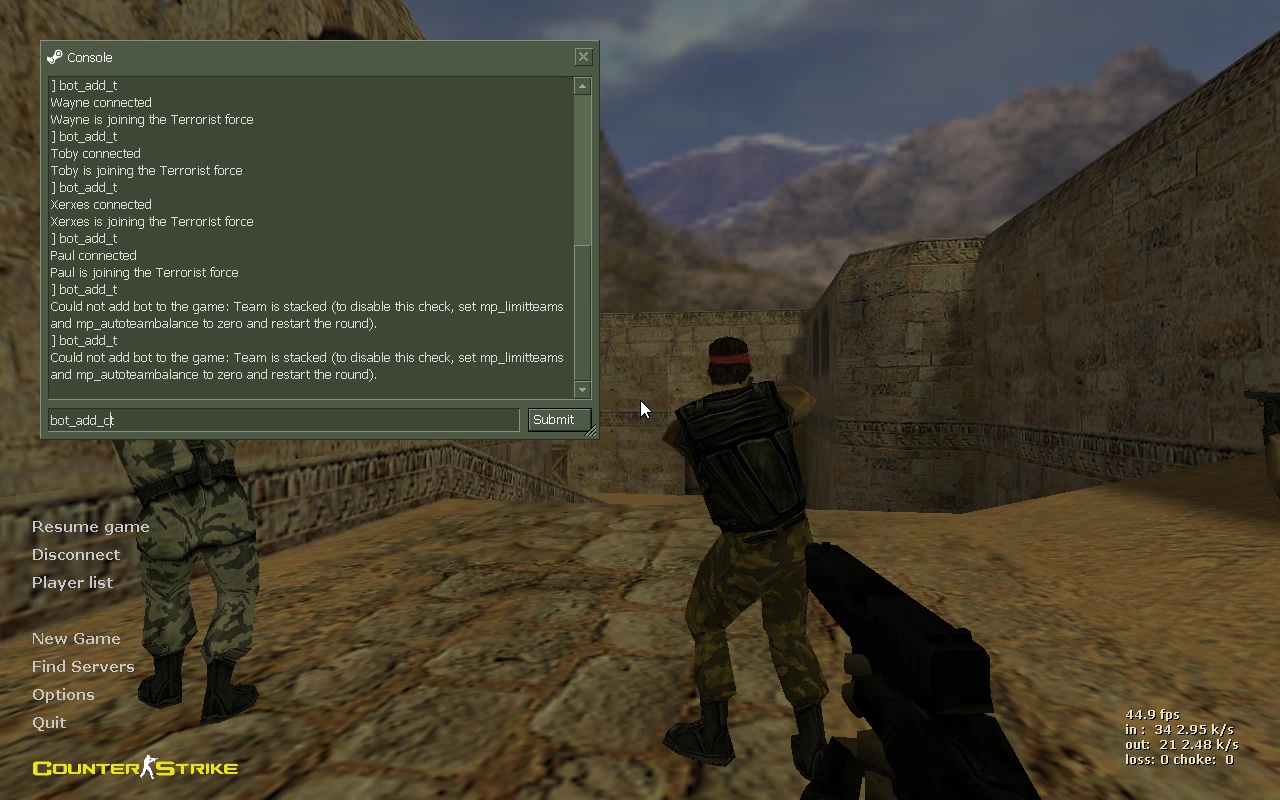 Console
] bot_add_t
Wayne connected
Wayne is joining the Terrorist force
] bot_add_t
Toby connected
Toby is joining the Terrorist force
] bot_add_t
Xerxes connected
Xerxes is joining the Terrorist force
] bot_add_t
Paul connected
Paul is joining the Terrorist force
] bot_add_t
Could not add bot to the game: Team is stacked (to disable this check, set mp_limitteams
and mp_autoteambalance to zero and restart the round).
] bot_add_t
Could not add bot to the game: Team is stacked (to disable this check, set mp_limitteams
and mp_autoteambalance to zero and restart the round).
bot_add_ct
Submit
Resume game
Disconnect
Player list
New Game
Find Servers
Options
Quit
Counter Strike
44.9 fps
in : 34 2.95 k/s
out: 21 2.48 k/s
loss: 0 choke: 0